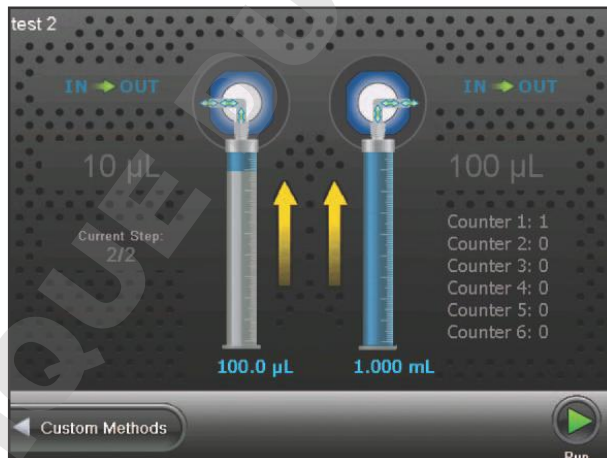 test 2
IN OUT
IN OUT
10 µL
100 µL
Current Step:
2/2
Counter 1: 1
Counter 2: 0
Counter 3: 0
Counter 4: 0
Counter 5: 0
Counter 6: 0
100.0 µL
1.000 mL
Custom Methods
Run